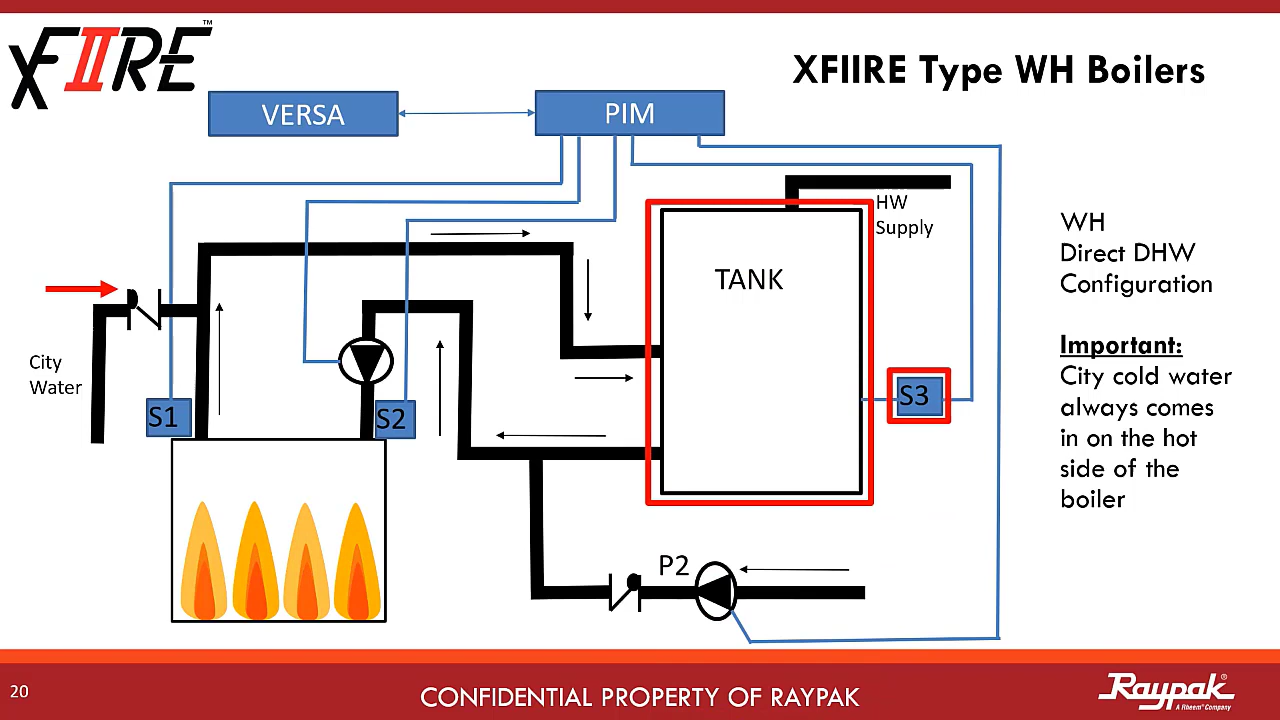 XFIIRE™
XFIIRE Type WH Boilers
VERSA
PIM
HW
Supply
TANK
WH
Direct DHW
Configuration
Important:
City cold water
always comes
in on the hot
side of the
boiler
City
Water
S1
S2
S3
P2
20
CONFIDENTIAL PROPERTY OF RAYPAK
Raypak®
A Rheem® Company